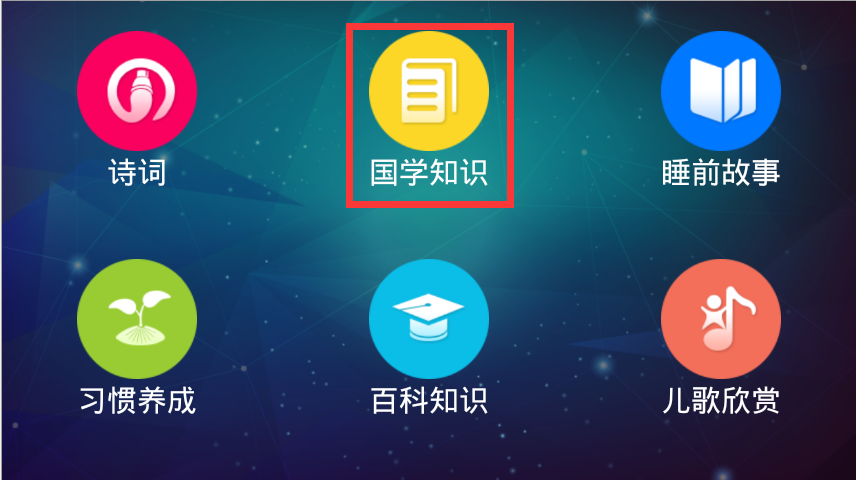 诗词
国学知识
睡前故事
习惯养成
百科知识
儿歌欣赏